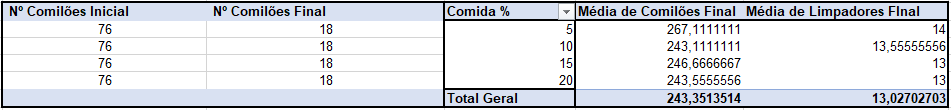 Nº Comilões Inicial Nº Comilões Final Comida % Média de Comilões Final Média de Limpadores FInal
76 18 5 267,1111111 14
76 18 10 243,1111111 13,55555556
76 18 15 246,6666667 13
76 18 20 243,5555556 13
Total Geral 243,3513514 13,02702703